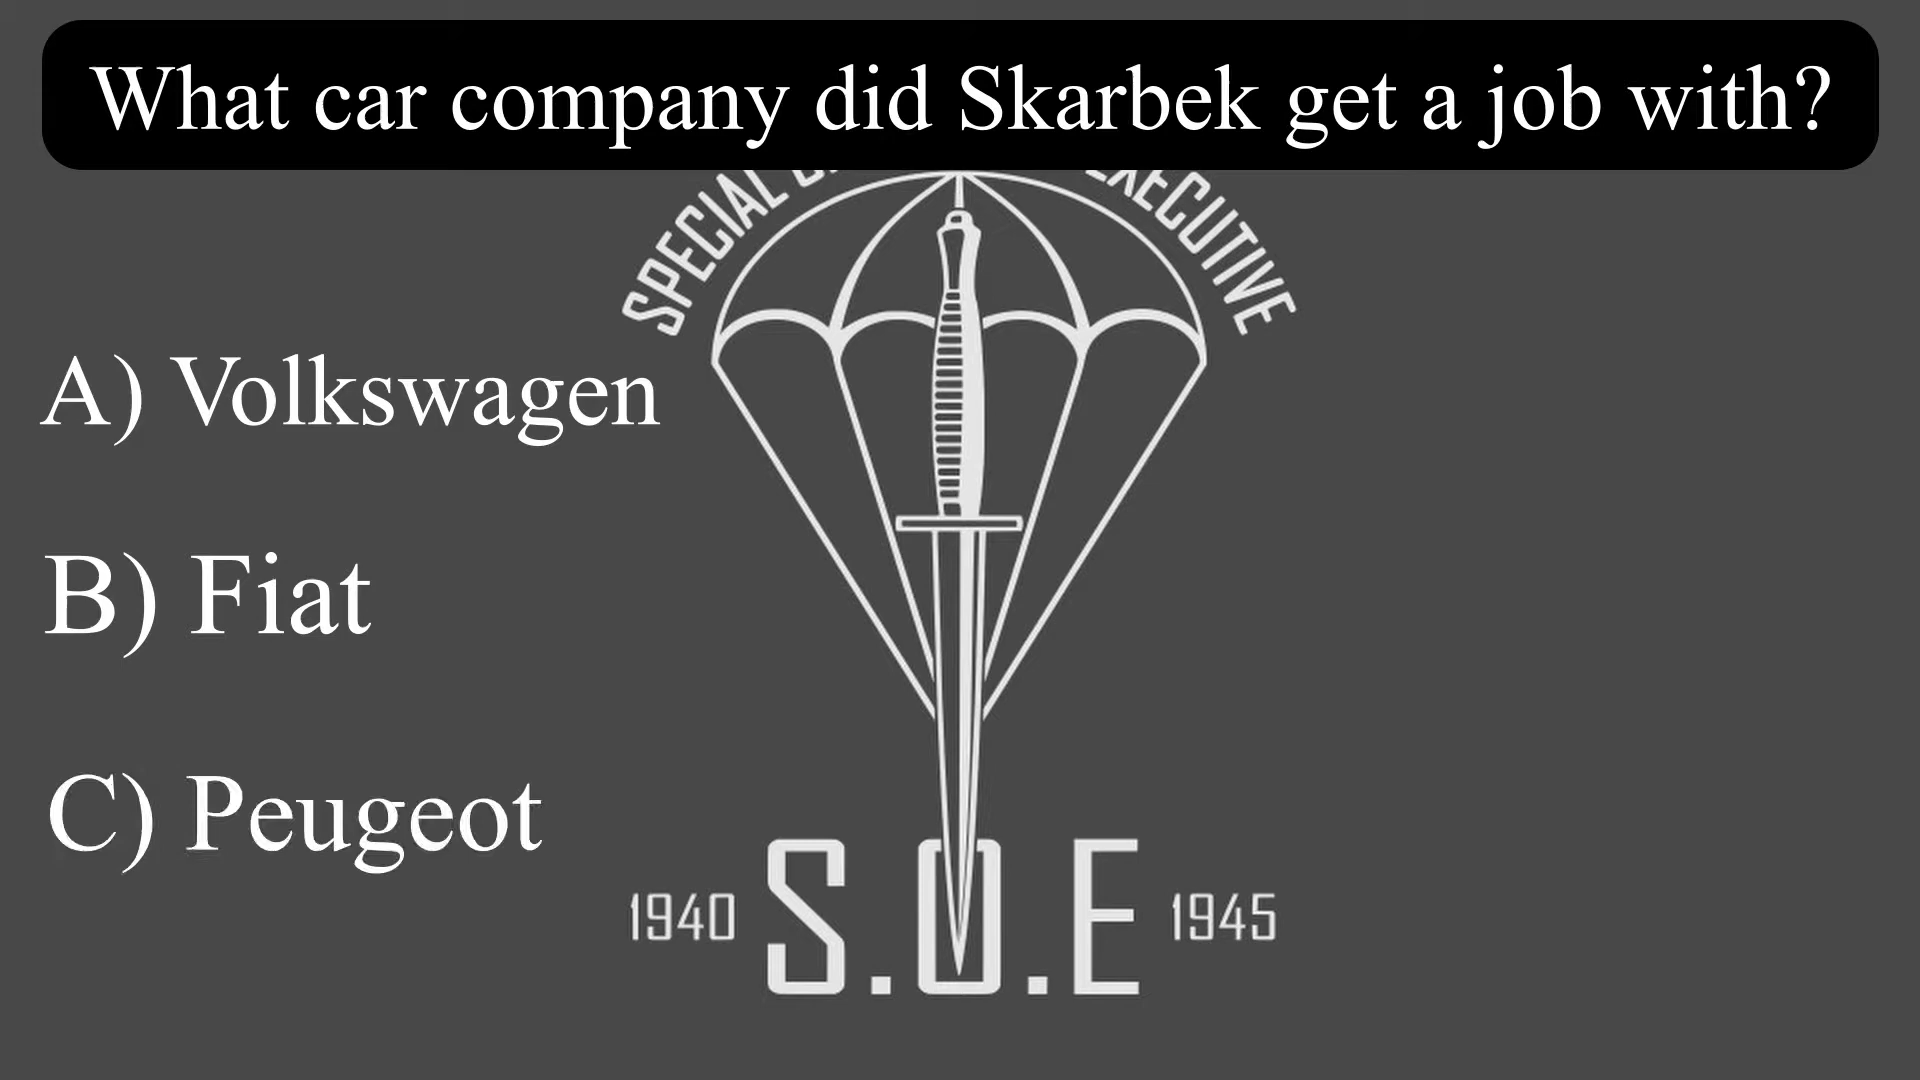 What car company did Skarbek get a job with?
SPECIAL
EXECUTIVE
A) Volkswagen
B) Fiat
C) Peugeot
1940 S.O.E 1945